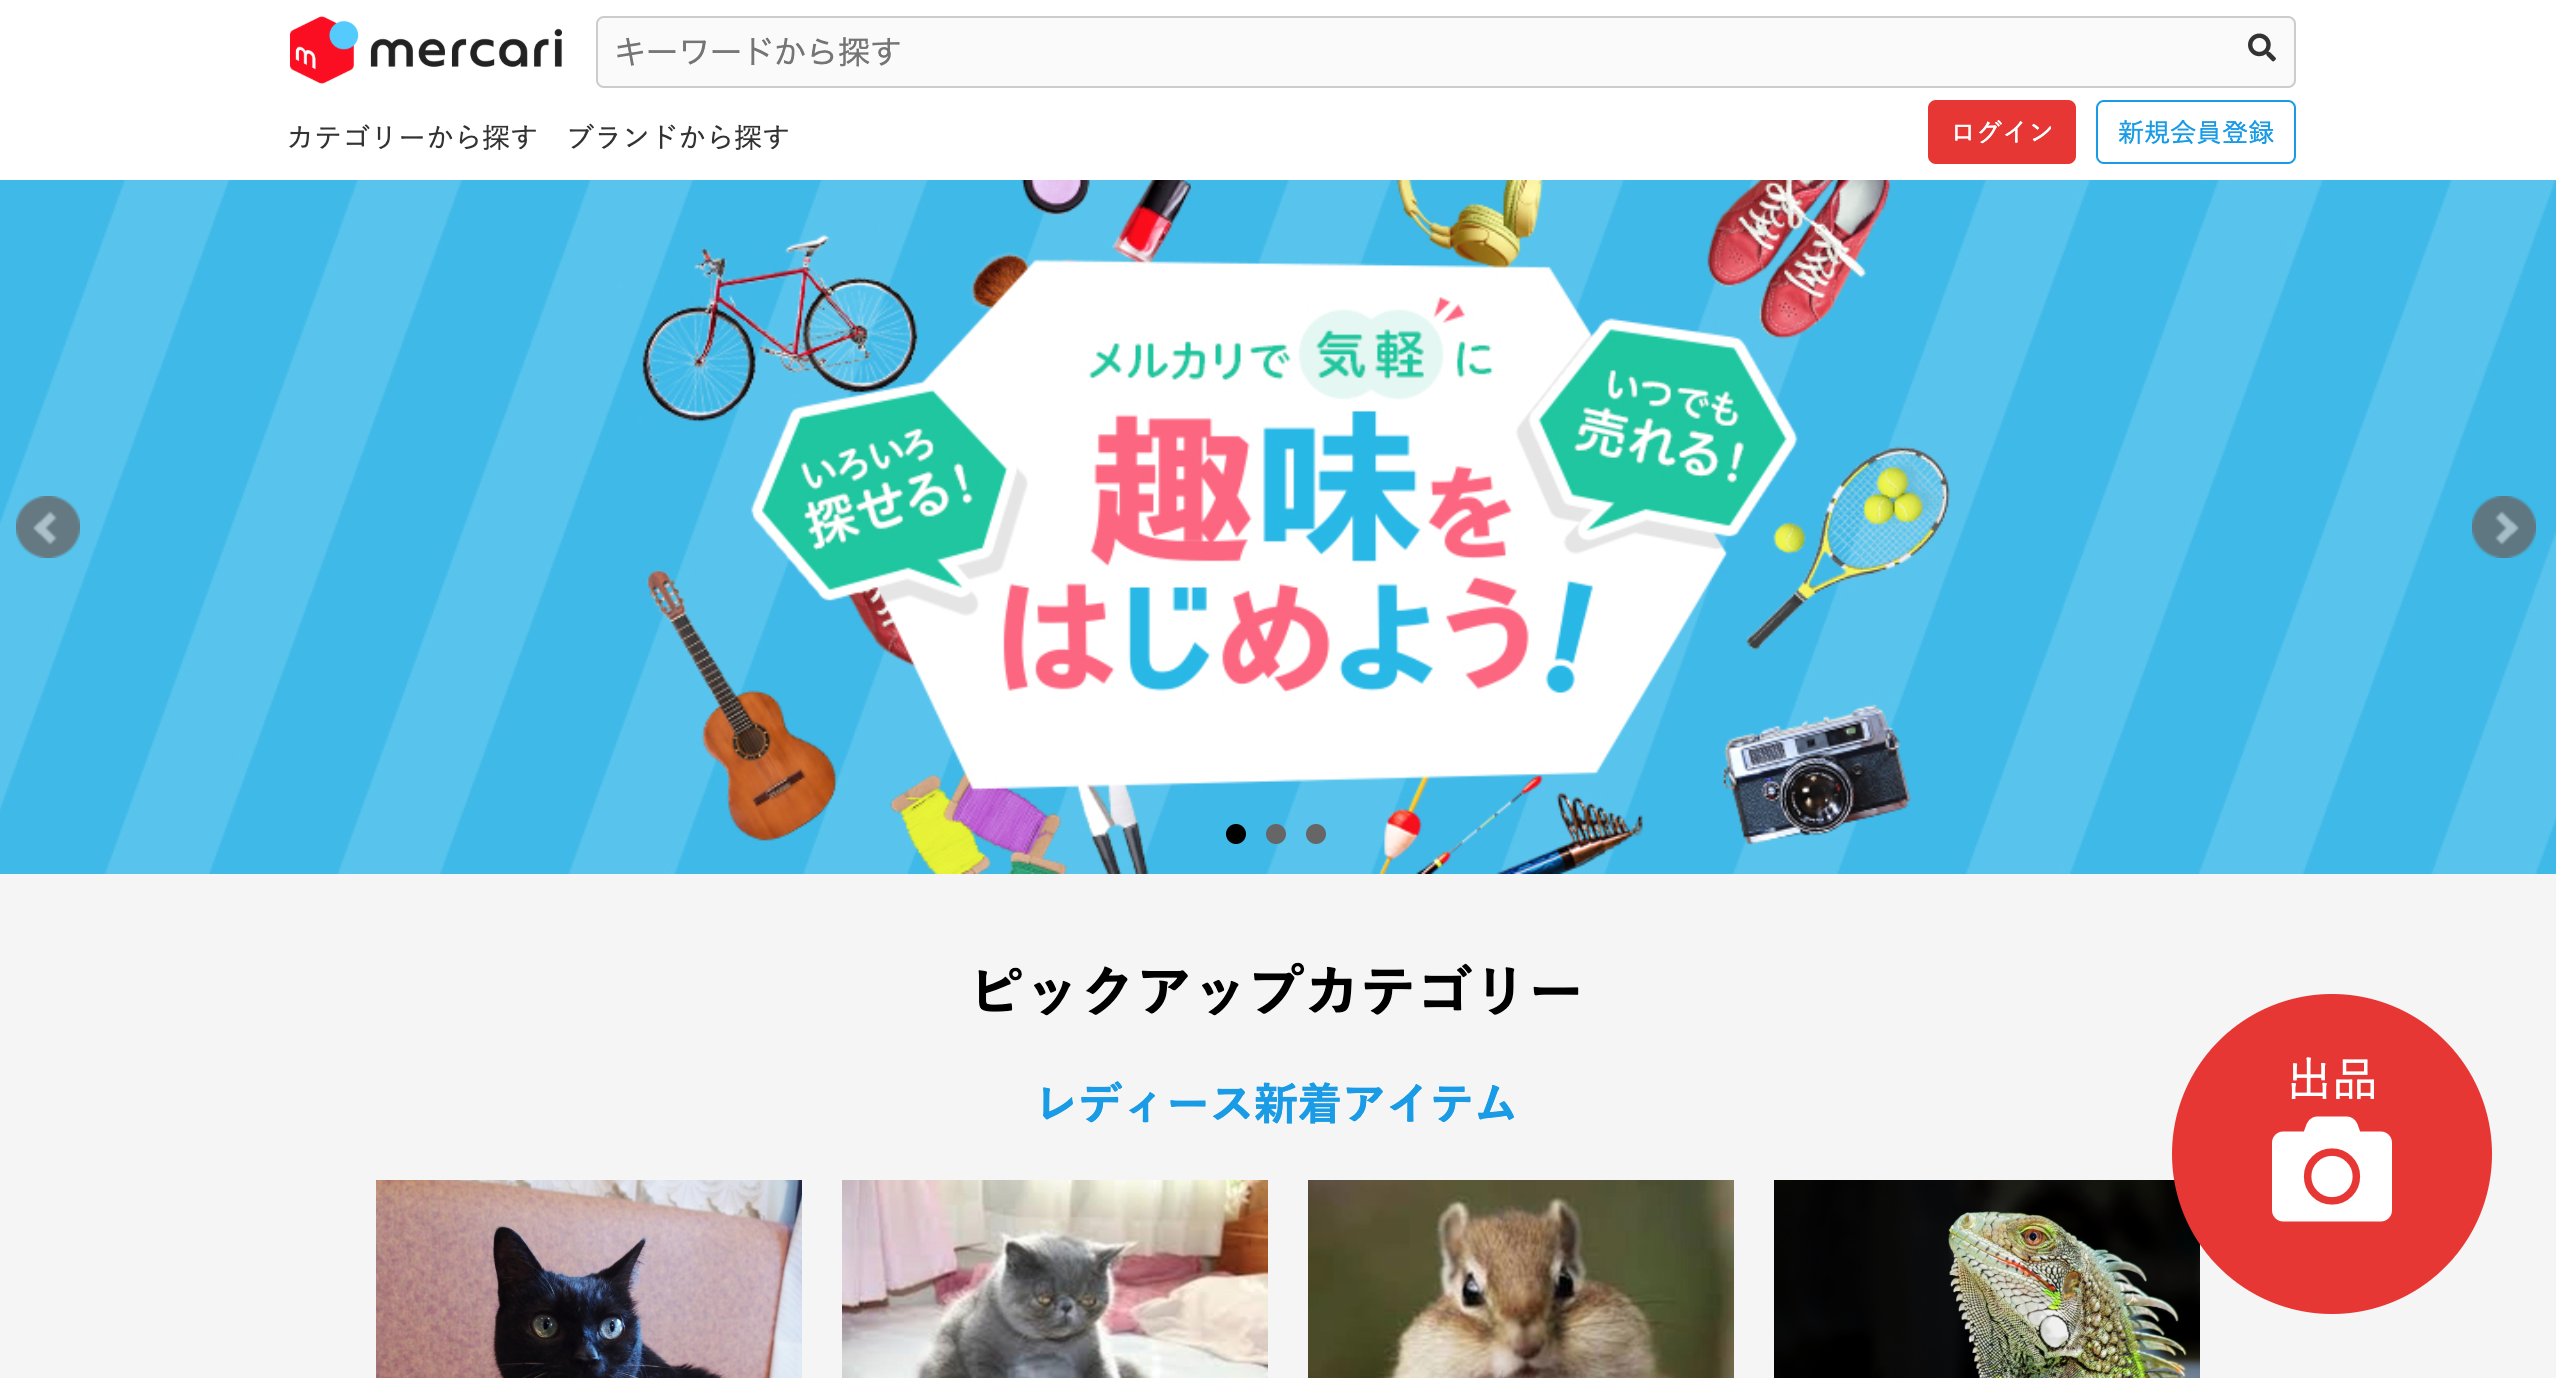 m mercari
キーワードから探す
カテゴリーから探す ブランドから探す
ログイン
新規会員登録
メルカリで気軽に
趣味を
はじめよう!
いろいろ
探せる!
いつでも
売れる!
ピックアップカテゴリー
レディース新着アイテム
出品